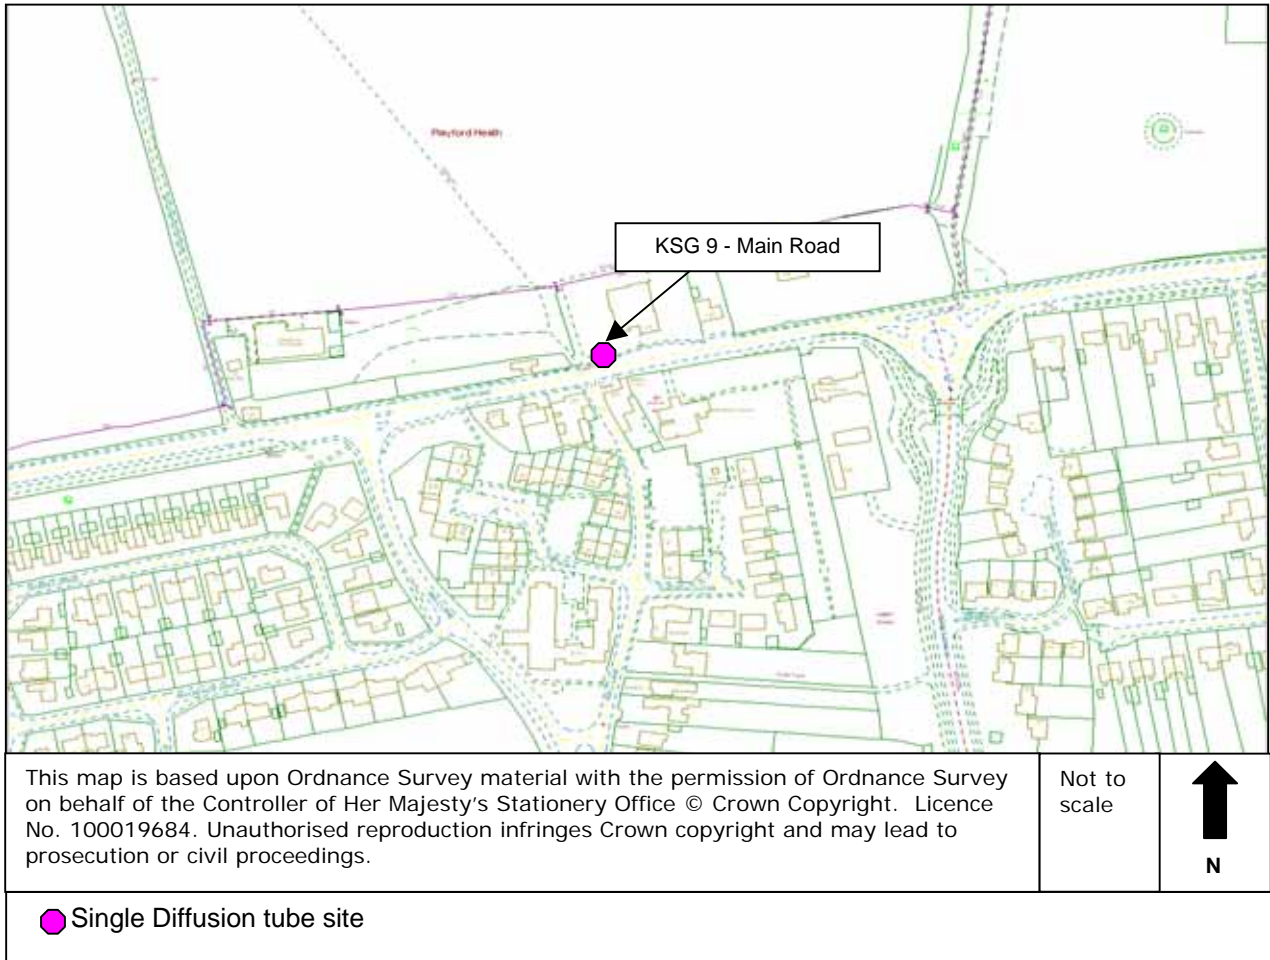 Playford Heath
KSG 9 - Main Road
This map is based upon Ordnance Survey material with the permission of Ordnance Survey
on behalf of the Controller of Her Majesty's Stationery Office © Crown Copyright. Licence
No. 100019684. Unauthorised reproduction infringes Crown copyright and may lead to
prosecution or civil proceedings.
Not to
scale
N
Single Diffusion tube site